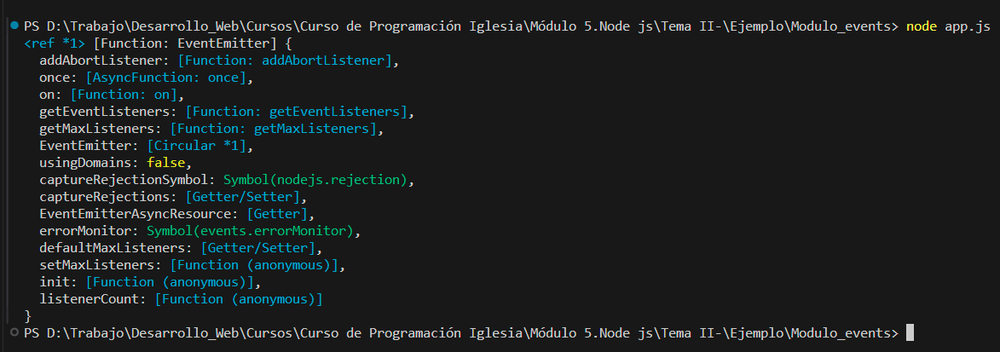 PS D:\Trabajo\Desarrollo_Web\Cursos\Curso de Programación Iglesia\Módulo 5.Node js\Tema II-\Ejemplo\Modulo_events> node app.js
<ref *1> [Function: EventEmitter] {
  addAbortListener: [Function: addAbortListener],
  once: [AsyncFunction: once],
  on: [Function: on],
  getEventListeners: [Function: getEventListeners],
  getMaxListeners: [Function: getMaxListeners],
  EventEmitter: [Circular *1],
  usingDomains: false,
  captureRejectionSymbol: Symbol(nodejs.rejection),
  captureRejections: [Getter/Setter],
  EventEmitterAsyncResource: [Getter],
  errorMonitor: Symbol(events.errorMonitor),
  defaultMaxListeners: [Getter/Setter],
  setMaxListeners: [Function (anonymous)],
  init: [Function (anonymous)],
  listenerCount: [Function (anonymous)]
}
PS D:\Trabajo\Desarrollo_Web\Cursos\Curso de Programación Iglesia\Módulo 5.Node js\Tema II-\Ejemplo\Modulo_events>